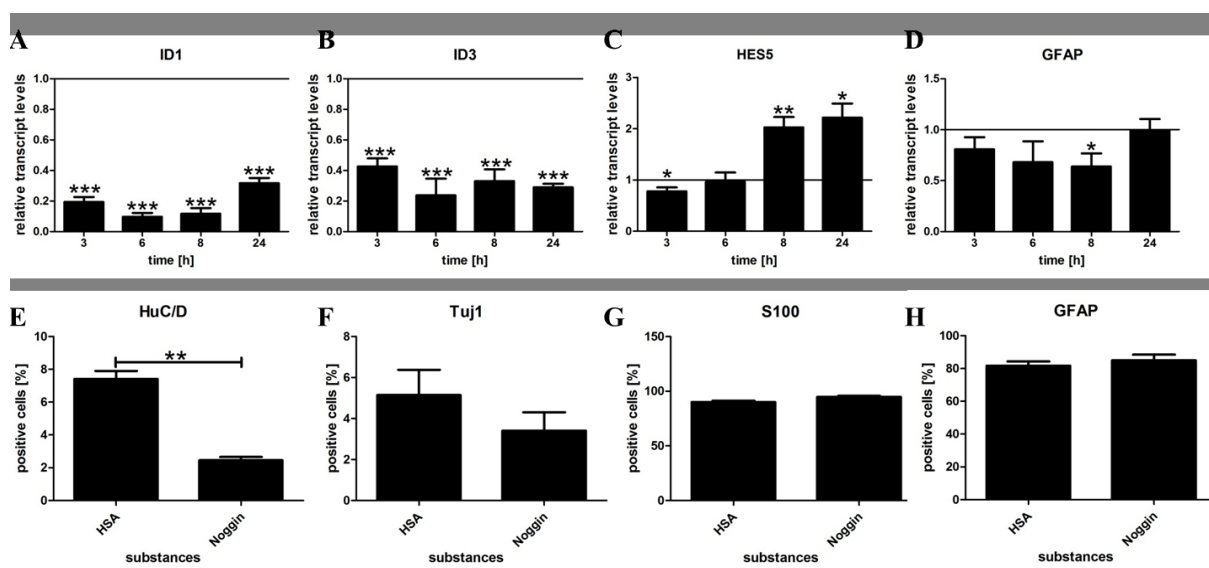 A B C D
ID1 ID3 HES5 GFAP
relative transcript levels
1.0
0.8
0.6
0.4
0.2
0.0
*** *** *** ***
3 6 8 24
time [h]
relative transcript levels
1.0
0.8
0.6
0.4
0.2
0.0
*** *** *** ***
3 6 8 24
time [h]
relative transcript levels
3
2
1
0
* ** *
3 6 8 24
time [h]
relative transcript levels
1.5
1.0
0.5
0.0
*
3 6 8 24
time [h]
E
HuC/D
positive cells [%]
10
8
6
4
2
0
**
HSA Noggin
substances
F
Tuj1
positive cells [%]
8
6
4
2
0
HSA Noggin
substances
G
S100
positive cells [%]
150
100
50
0
HSA Noggin
substances
H
GFAP
positive cells [%]
100
80
60
40
20
0
HSA Noggin
substances